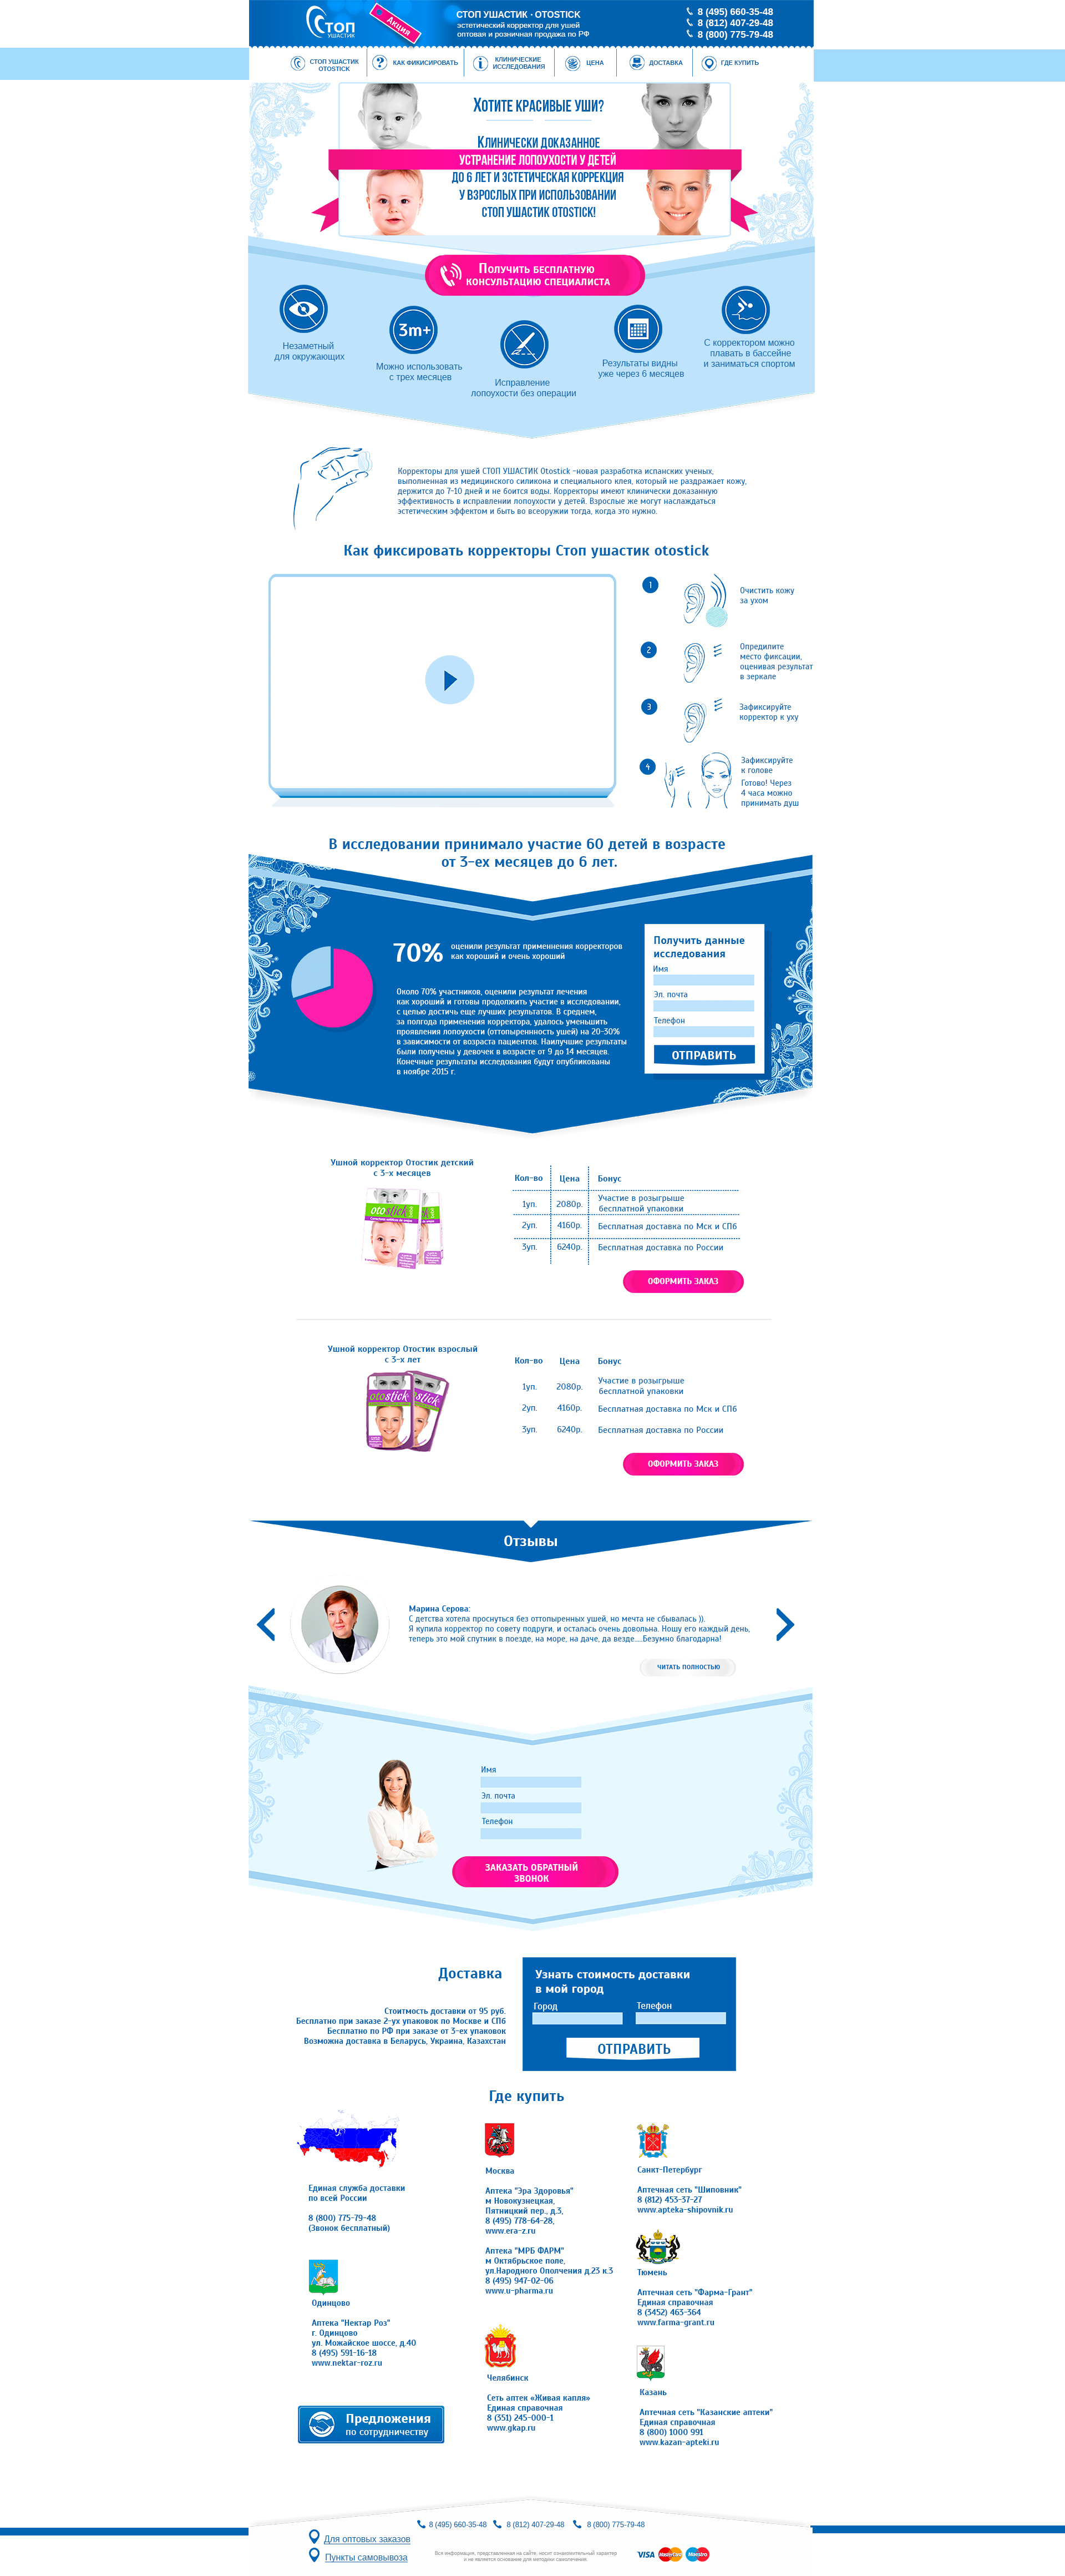 Стоп
УШАСТИК
Акция
СТОП УШАСТИК · OTOSTICK
эстетический корректор для ушей
оптовая и розничная продажа по РФ
8 (495) 660-35-48
8 (812) 407-29-48
8 (800) 775-79-48
СТОП УШАСТИК
OTOSTICK
КАК ФИКИСИРОВАТЬ
КЛИНИЧЕСКИЕ
ИССЛЕДОВАНИЯ
ЦЕНА
ДОСТАВКА
ГДЕ КУПИТЬ
Хотите красивые уши?
Клинически доказанное
устранение лопоухости у детей
до 6 лет и эстетическая коррекция
у взрослых при использовании
Стоп Ушастик Otostick!
Получить бесплатную
консультацию специалиста
3m+
Незаметный
для окружающих
Можно использовать
с трех месяцев
Исправление
лопоухости без операции
Результаты видны
уже через 6 месяцев
С корректором можно
плавать в бассейне
и заниматься спортом
Корректоры для ушей СТОП УШАСТИК Otostick -новая разработка испанских ученых,
выполненная из медицинского силикона и специального клея, который не раздражает кожу,
держится до 7-10 дней и не боится воды. Корректоры имеют клинически доказанную
эффективность в исправлении лопоухости у детей. Взрослые же могут наслаждаться
эстетическим эффектом и быть во всеоружии тогда, когда это нужно.
Как фиксировать корректоры Стоп ушастик otostick
1
Очистить кожу
за ухом
2
Опредилите
место фиксации,
оценивая результат
в зеркале
3
Зафиксируйте
корректор к уху
4
Зафиксируйте
к голове
Готово! Через
4 часа можно
принимать душ
В исследовании принимало участие 60 детей в возрасте
от 3-ех месяцев до 6 лет.
70%
оценили результат применнения корректоров
как хороший и очень хороший
Около 70% участников, оценили результат лечения
как хороший и готовы продолжить участие в исследовании,
с целью достичь еще лучших результатов. В среднем,
за полгода применения корректора, удалось уменьшить
проявления лопоухости (оттопыреннность ушей) на 20-30%
в зависимости от возраста пациентов. Наилучшие результаты
были получены у девочек в возрасте от 9 до 14 месяцев.
Конечные результаты исследования будут опубликованы
в ноябре 2015 г.
Получить данные
исследования
Имя
Эл. почта
Телефон
ОТПРАВИТЬ
Ушной корректор Отостик детский
с 3-х месяцев
otostick
Кол-во Цена Бонус
1уп. 2080р. Участие в розыгрыше
бесплатной упаковки
2уп. 4160р. Бесплатная доставка по Мск и СПб
3уп. 6240р. Бесплатная доставка по России
ОФОРМИТЬ ЗАКАЗ
Ушной корректор Отостик взрослый
с 3-х лет
otostick
Кол-во Цена Бонус
1уп. 2080р. Участие в розыгрыше
бесплатной упаковки
2уп. 4160р. Бесплатная доставка по Мск и СПб
3уп. 6240р. Бесплатная доставка по России
ОФОРМИТЬ ЗАКАЗ
Отзывы
Марина Серова:
С детства хотела проснуться без оттопыренных ушей, но мечта не сбывалась )).
Я купила корректор по совету подруги, и осталась очень довольна. Ношу его каждый день,
теперь это мой спутник в поезде, на море, на даче, да везде.....Безумно благодарна!
ЧИТАТЬ ПОЛНОСТЬЮ
Имя
Эл. почта
Телефон
ЗАКАЗАТЬ ОБРАТНЫЙ
ЗВОНОК
Доставка
Стоитмость доставки от 95 руб.
Бесплатно при заказе 2-ух упаковок по Москве и СПб
Бесплатно по РФ при заказе от 3-ех упаковок
Возможна доставка в Беларусь, Украина, Казахстан
Узнать стоимость доставки
в мой город
Город
Телефон
ОТПРАВИТЬ
Где купить
Единая служба доставки
по всей России
8 (800) 775-79-48
(Звонок бесплатный)
Одинцово
Аптека "Нектар Роз"
г. Одинцово
ул. Можайское шоссе, д.40
8 (495) 591-16-18
www.nektar-roz.ru
Предложения
по сотрудничеству
Москва
Аптека "Эра Здоровья"
м Новокузнецкая,
Пятницкий пер., д.3,
8 (495) 778-64-28,
www.era-z.ru
Аптека "МРБ ФАРМ"
м Октябрьское поле,
ул.Народного Ополчения д.23 к.3
8 (495) 947-02-06
www.u-pharma.ru
Челябинск
Сеть аптек «Живая капля»
Единая справочная
8 (351) 245-000-1
www.gkap.ru
Санкт-Петербург
Аптечная сеть "Шиповник"
8 (812) 453-37-27
www.apteka-shipovnik.ru
Тюмень
Аптечная сеть "Фарма-Грант"
Единая справочная
8 (3452) 463-364
www.farma-grant.ru
Казань
Аптечная сеть "Казанские аптеки"
Единая справочная
8 (800) 1000 991
www.kazan-apteki.ru
8 (495) 660-35-48
8 (812) 407-29-48
8 (800) 775-79-48
Для оптовых заказов
Пункты самовывоза
Вся информация, представленная на сайте, носит ознакомительный характер
и не является основание для методики самолечения.
VISA
MasterCard
Maestro